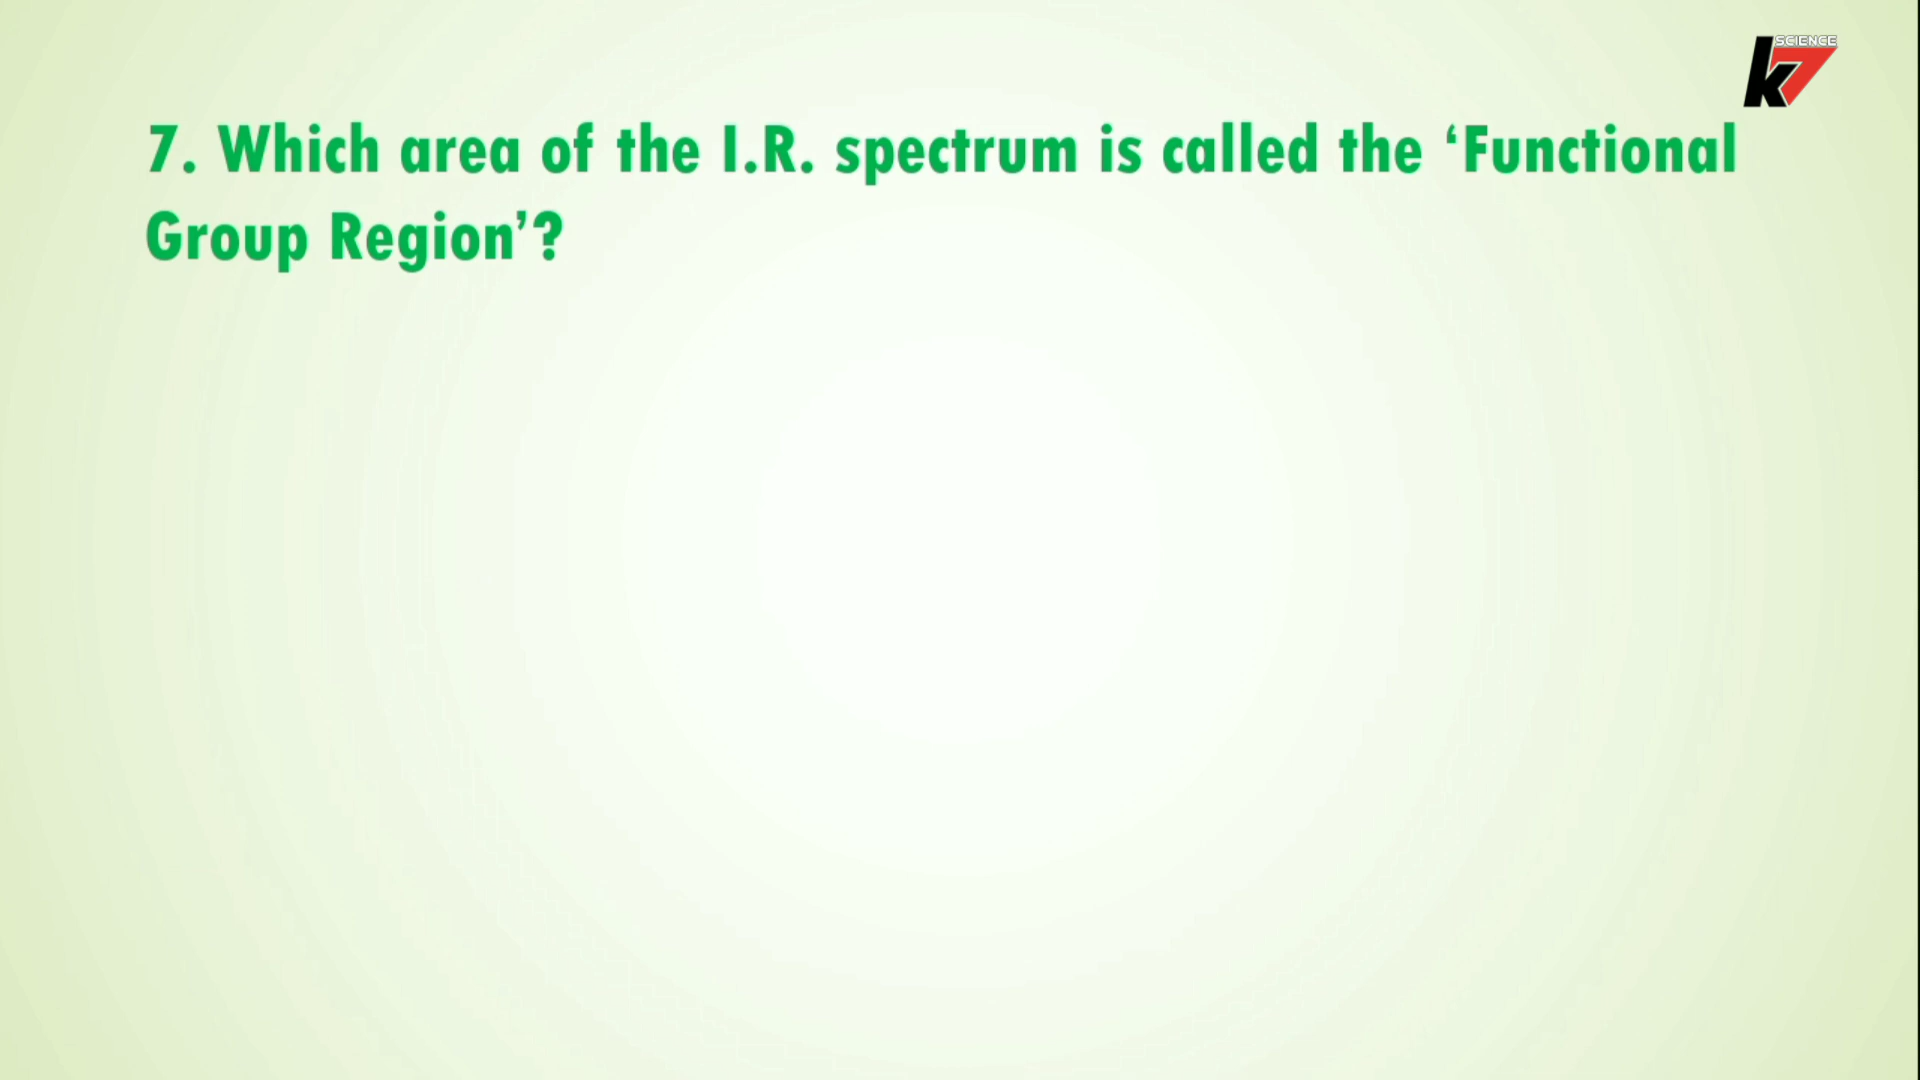 SCIENCE
k7
7. Which area of the I.R. spectrum is called the ‘Functional
Group Region’?